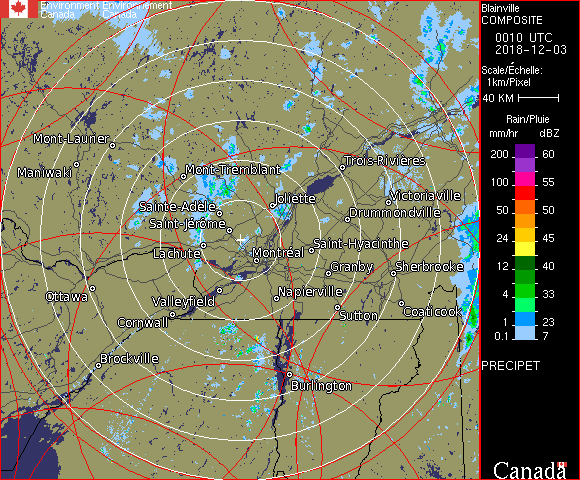 Environment Environnement
Canada Canada
Blainville
COMPOSITE
0010 UTC
2018-12-03
Scale/Échelle:
1km/Pixel
40 KM
Rain/Pluie
mm/hr dBZ
200 60
100 55
50 50
24 45
12 40
4 33
1 23
0.1 7
PRECIPET
Canada
Mont-Laurier
Maniwaki
Mont-Tremblant
Trois-Rivières
Sainte-Adèle
Joliette
Victoriaville
Saint-Jérôme
Drummondville
Lachute
Montréal
Saint-Hyacinthe
Granby
Sherbrooke
Ottawa
Valleyfield
Napierville
Cornwall
Sutton
Coaticook
Brockville
Burlington